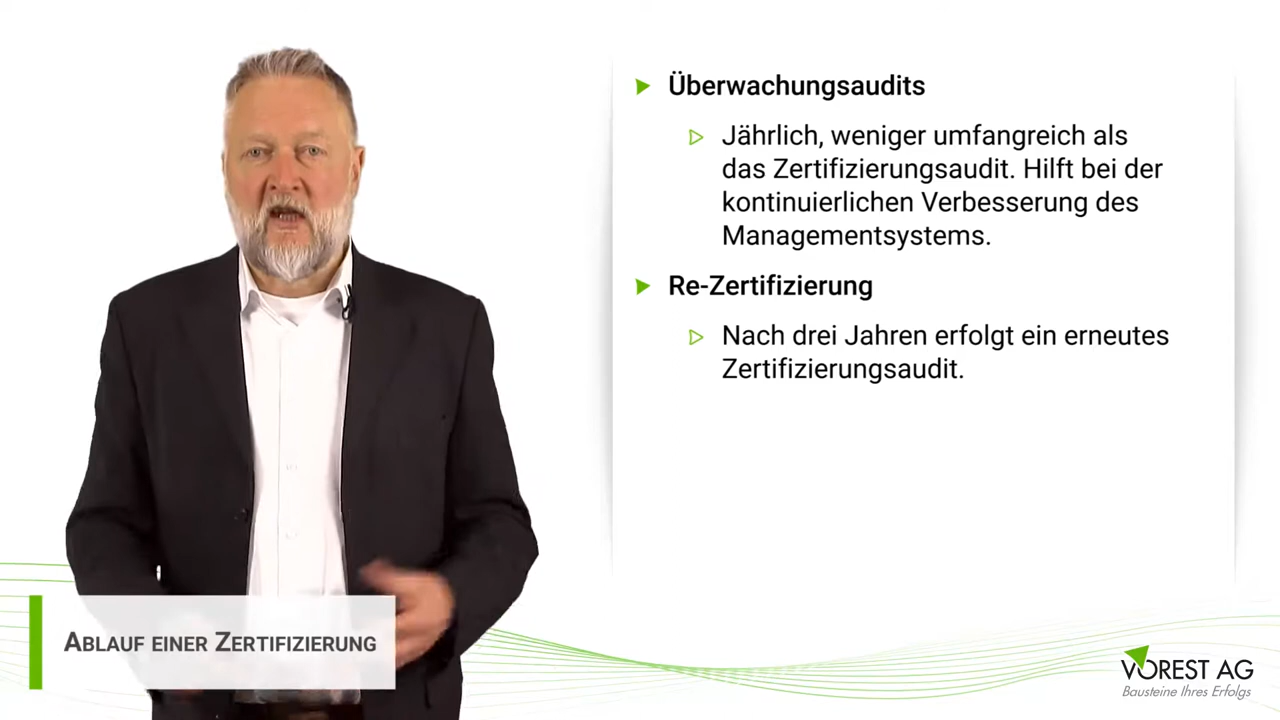 Überwachungsaudits
Jährlich, weniger umfangreich als
das Zertifizierungsaudit. Hilft bei der
kontinuierlichen Verbesserung des
Managementsystems.
Re-Zertifizierung
Nach drei Jahren erfolgt ein erneutes
Zertifizierungsaudit.
ABLAUF EINER ZERTIFIZIERUNG
VOREST AG
Bausteine Ihres Erfolgs